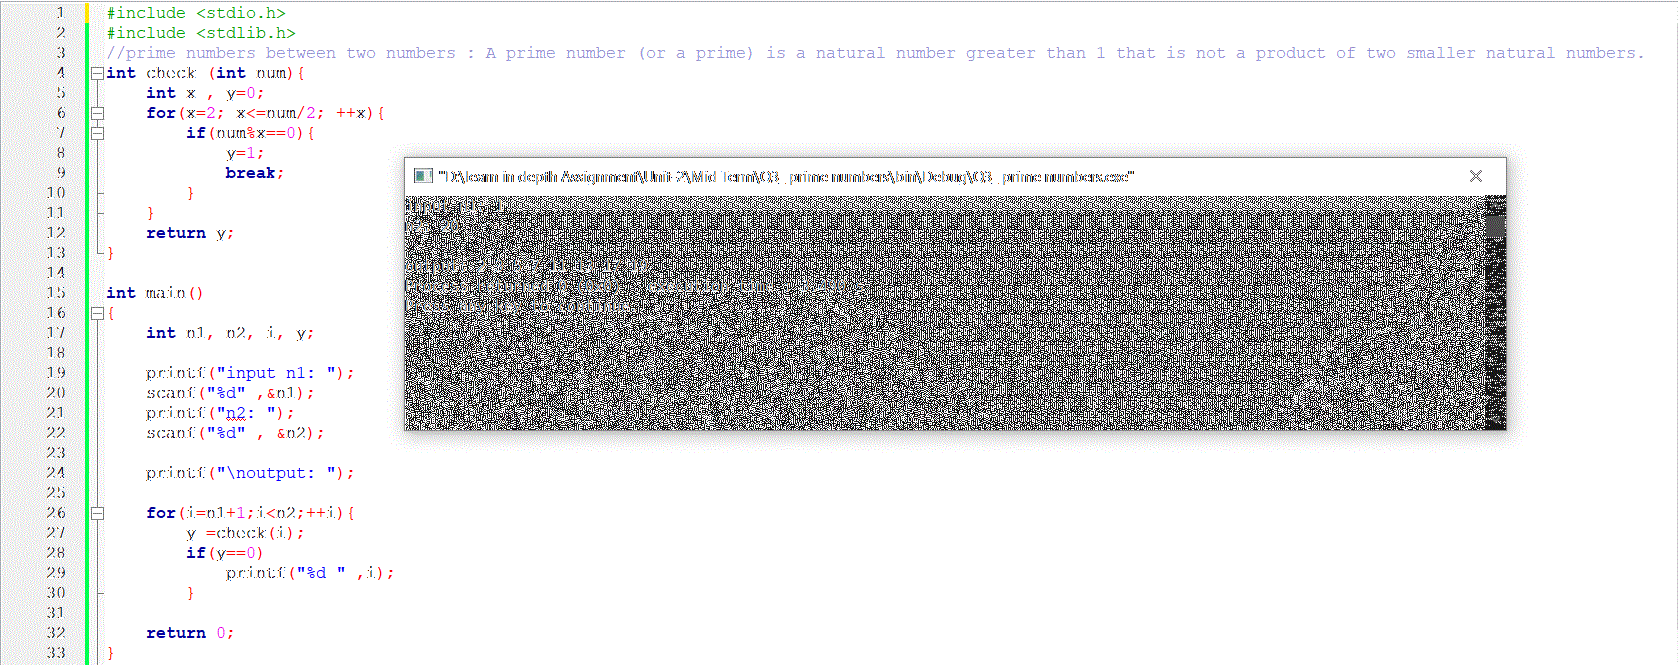 1 #include <stdio.h>
2 #include <stdlib.h>
3 //prime numbers between two numbers : A prime number (or a prime) is a natural number greater than 1 that is not a product of two smaller natural numbers.
4 int check (int num){
5 int x , y=0;
6 for(x=2; x<=num/2; ++x){
7 if(num%x==0){
8 y=1;
9 break;
10 }
11 }
12 return y;
13 }
14
15 int main()
16 {
17 int n1, n2, i, y;
18
19 printf("input n1: ");
20 scanf("%d" ,&n1);
21 printf("n2: ");
22 scanf("%d" , &n2);
23
24 printf("\noutput: ");
25
26 for(i=n1+1;i<n2;++i){
27 y =check(i);
28 if(y==0)
29 printf("%d " ,i);
30 }
31
32 return 0;
33 }
"D:\learn in depth Assignment\Unit-2\Mid Term\Q3_ prime numbers\bin\Debug\Q3_ prime numbers.exe"